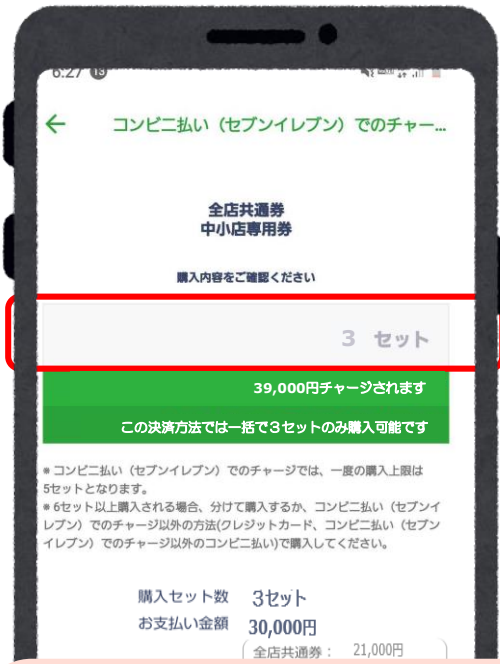 6:27 13
← コンビニ払い（セブンイレブン）でのチャー...
全店共通券
中小店専用券
購入内容をご確認ください
3 セット
39,000円チャージされます
この決済方法では一括で3セットのみ購入可能です
* コンビニ払い（セブンイレブン）でのチャージでは、一度の購入上限は
5セットとなります。
* 6セット以上購入される場合、分けて購入するか、コンビニ払い（セブンイ
レブン）でのチャージ以外の方法(クレジットカード、コンビニ払い（セブン
イレブン）でのチャージ以外のコンビニ払い)で購入してください。
購入セット数 3セット
お支払い金額 30,000円
全店共通券： 21,000円